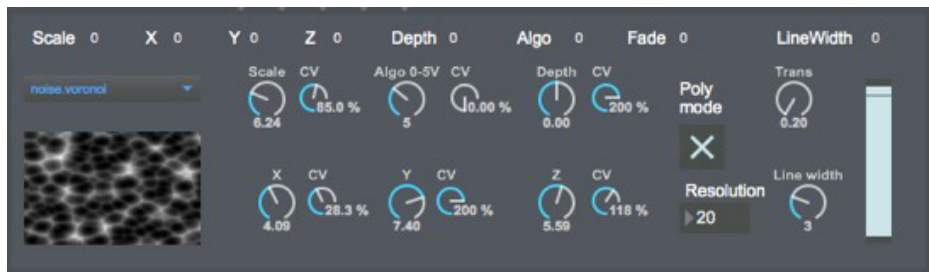 Scale 0 X 0 Y 0 Z 0 Depth 0 Algo 0 Fade 0 LineWidth 0
noise.voronoi
Scale CV Algo 0-5V CV Depth CV Trans
6.24 85.0 % 5 0.00 % 0.00 200 % 0.20
Poly
mode
X CV Y CV Z CV Line width
4.09 28.3 % 7.40 200 % 5.59 118 % 3
Resolution
20